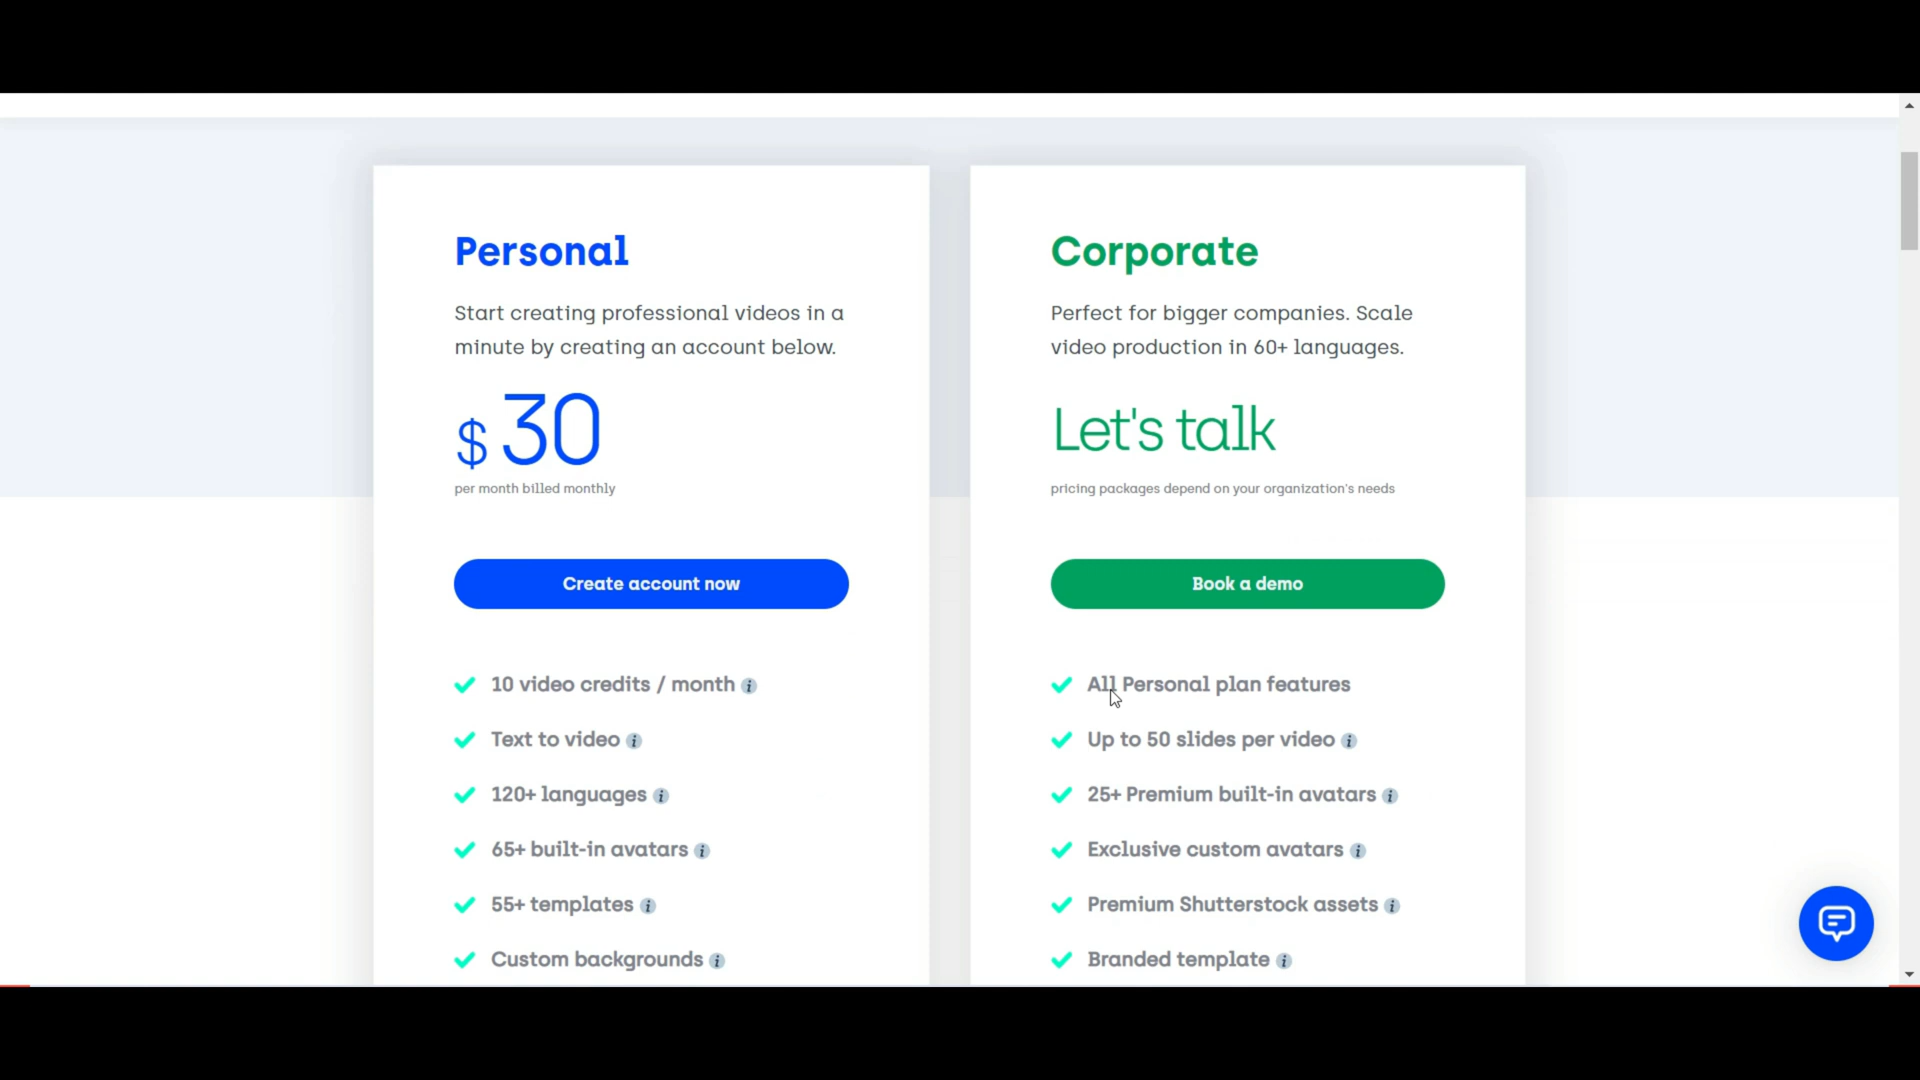 Personal
Start creating professional videos in a
minute by creating an account below.
$ 30
per month billed monthly
Create account now
10 video credits / month
Text to video
120+ languages
65+ built-in avatars
55+ templates
Custom backgrounds
Corporate
Perfect for bigger companies. Scale
video production in 60+ languages.
Let's talk
pricing packages depend on your organization's needs
Book a demo
All Personal plan features
Up to 50 slides per video
25+ Premium built-in avatars
Exclusive custom avatars
Premium Shutterstock assets
Branded template